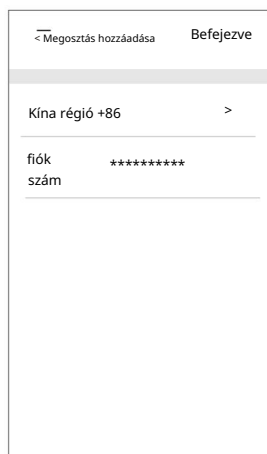 < Megosztás hozzáadása Befejezve
Kína régió +86 >
fiók **********
szám